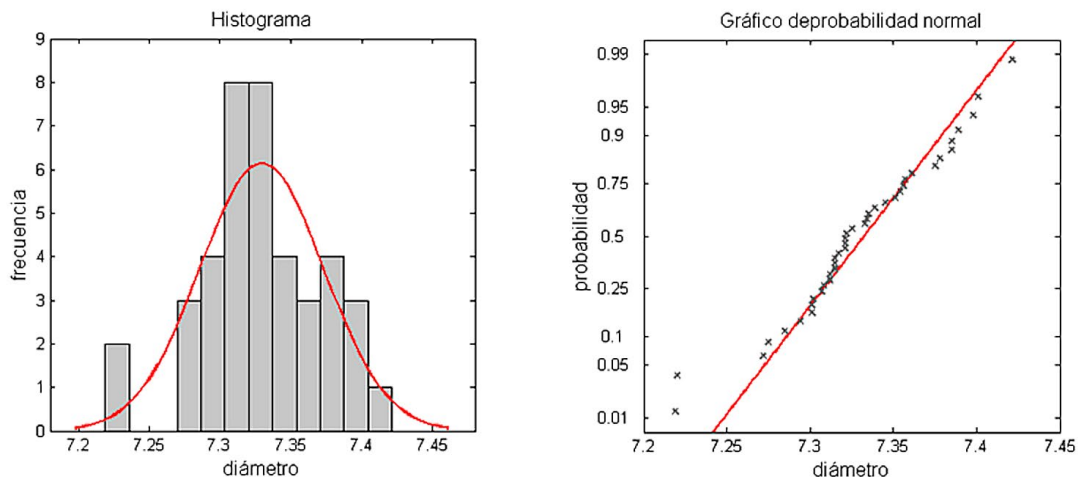 Histograma
9
8
7
6
5
4
3
2
1
0
frecuencia
7.2 7.25 7.3 7.35 7.4 7.45
diámetro
Gráfico deprobabilidad normal
0.99
0.95
0.9
0.75
0.5
0.25
0.1
0.05
0.01
probabilidad
7.2 7.25 7.3 7.35 7.4 7.45
diámetro